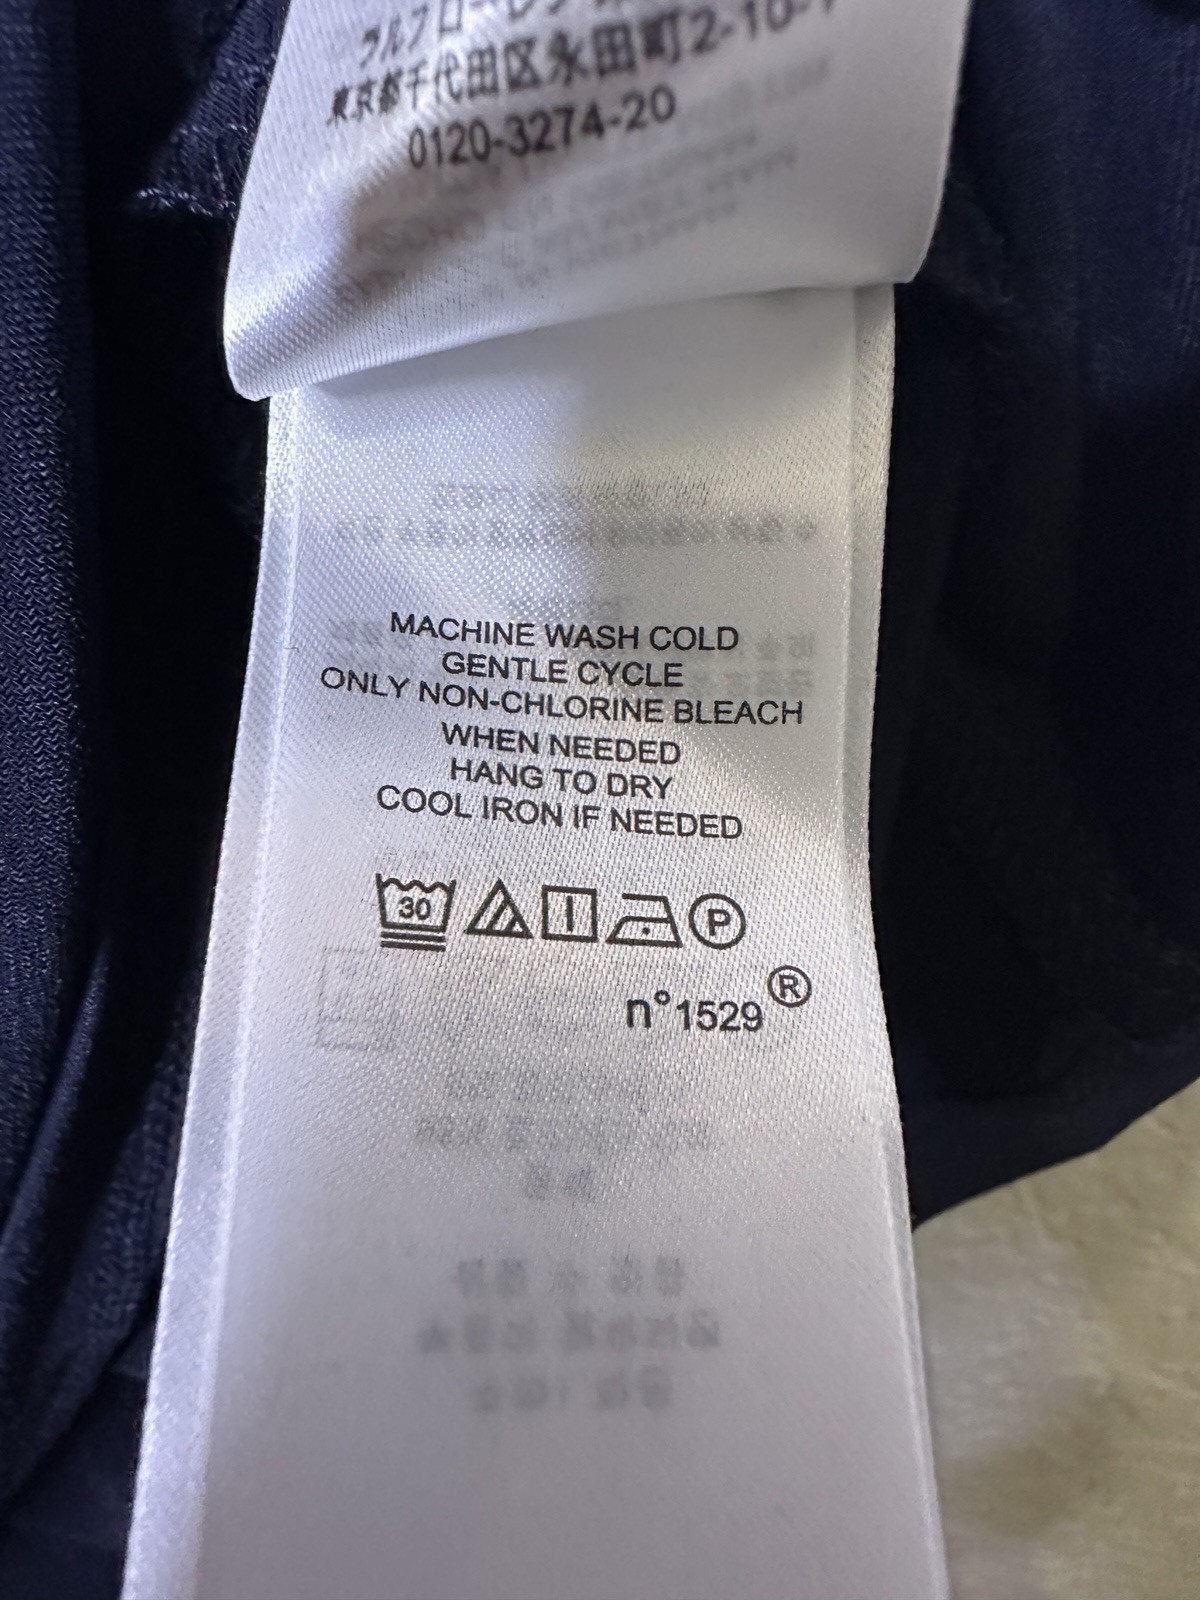 東京都千代田区永田町2-10-1
0120-3274-20
MACHINE WASH COLD
GENTLE CYCLE
ONLY NON-CHLORINE BLEACH
WHEN NEEDED
HANG TO DRY
COOL IRON IF NEEDED
30 P
n°1529®